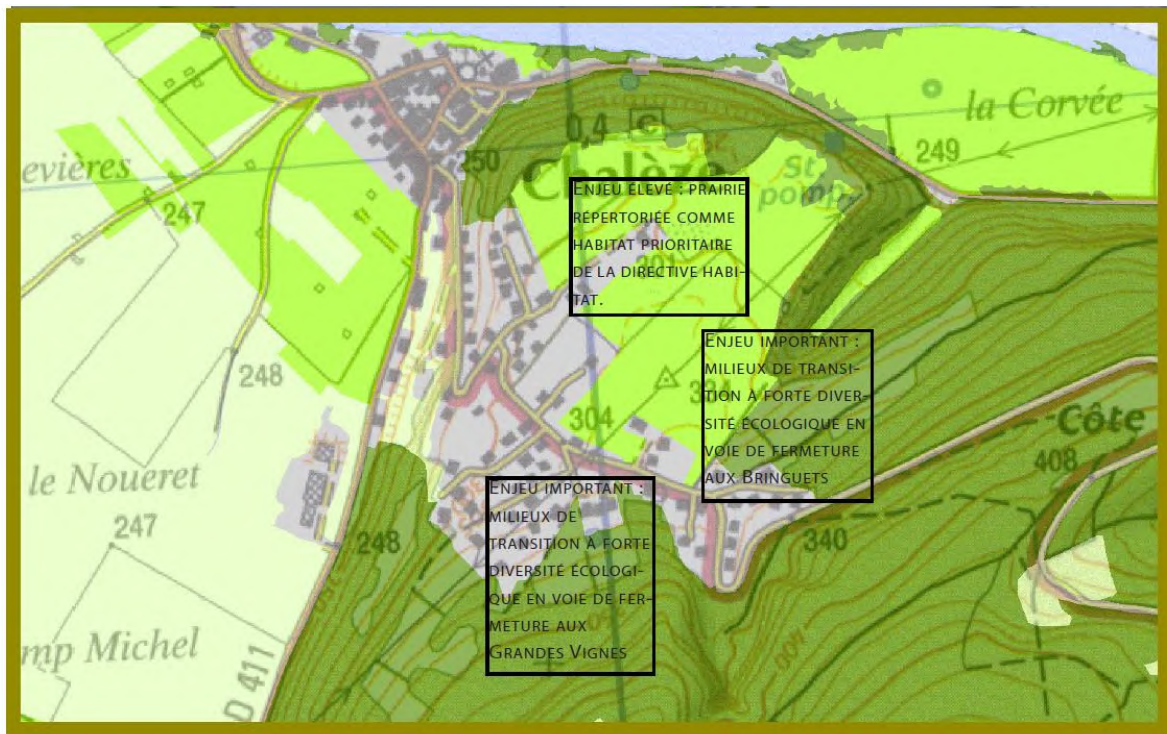 la Corvée
0,4
C
250
249
Chalèze
St
pomp.
evières
247
ENJEU ÉLEVÉ : PRAIRIE
RÉPERTORIÉE COMME
HABITAT PRIORITAIRE
DE LA DIRECTIVE HABI-
TAT.
ENJEU IMPORTANT :
MILIEUX DE TRANSI-
TION À FORTE DIVER-
SITÉ ÉCOLOGIQUE EN
VOIE DE FERMETURE
AUX BRINGUETS
248
304
Côte
408
le Noueret
247
248
340
ENJEU IMPORTANT :
MILIEUX DE
TRANSITION À FORTE
DIVERSITÉ ÉCOLOGI-
QUE EN VOIE DE FER-
METURE AUX
GRANDES VIGNES
mp Michel
D 411
400